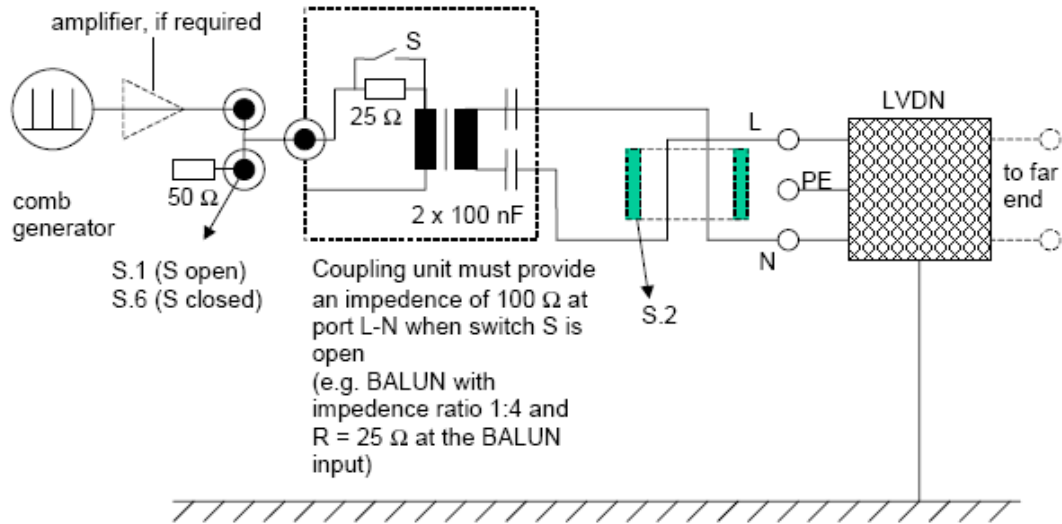 amplifier, if required
S
25 Ω
LVDN
L
PE
N
to far
end
50 Ω
comb
generator
2 x 100 nF
S.1 (S open)
S.6 (S closed)
S.2
Coupling unit must provide
an impedence of 100 Ω at
port L-N when switch S is
open
(e.g. BALUN with
impedence ratio 1:4 and
R = 25 Ω at the BALUN
input)